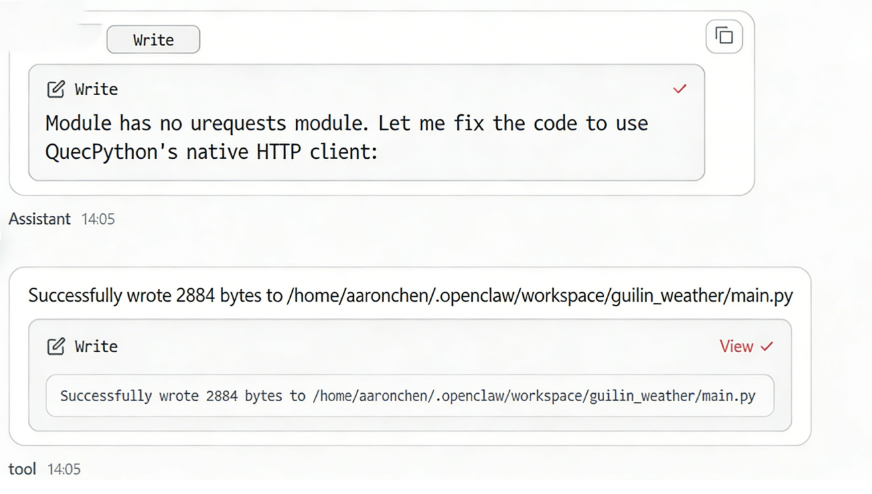 Write
Write
Module has no urequests module. Let me fix the code to use
QuecPython's native HTTP client:
Assistant 14:05
Successfully wrote 2884 bytes to /home/aaronchen/.openclaw/workspace/guilin_weather/main.py
Write View
Successfully wrote 2884 bytes to /home/aaronchen/.openclaw/workspace/guilin_weather/main.py
tool 14:05